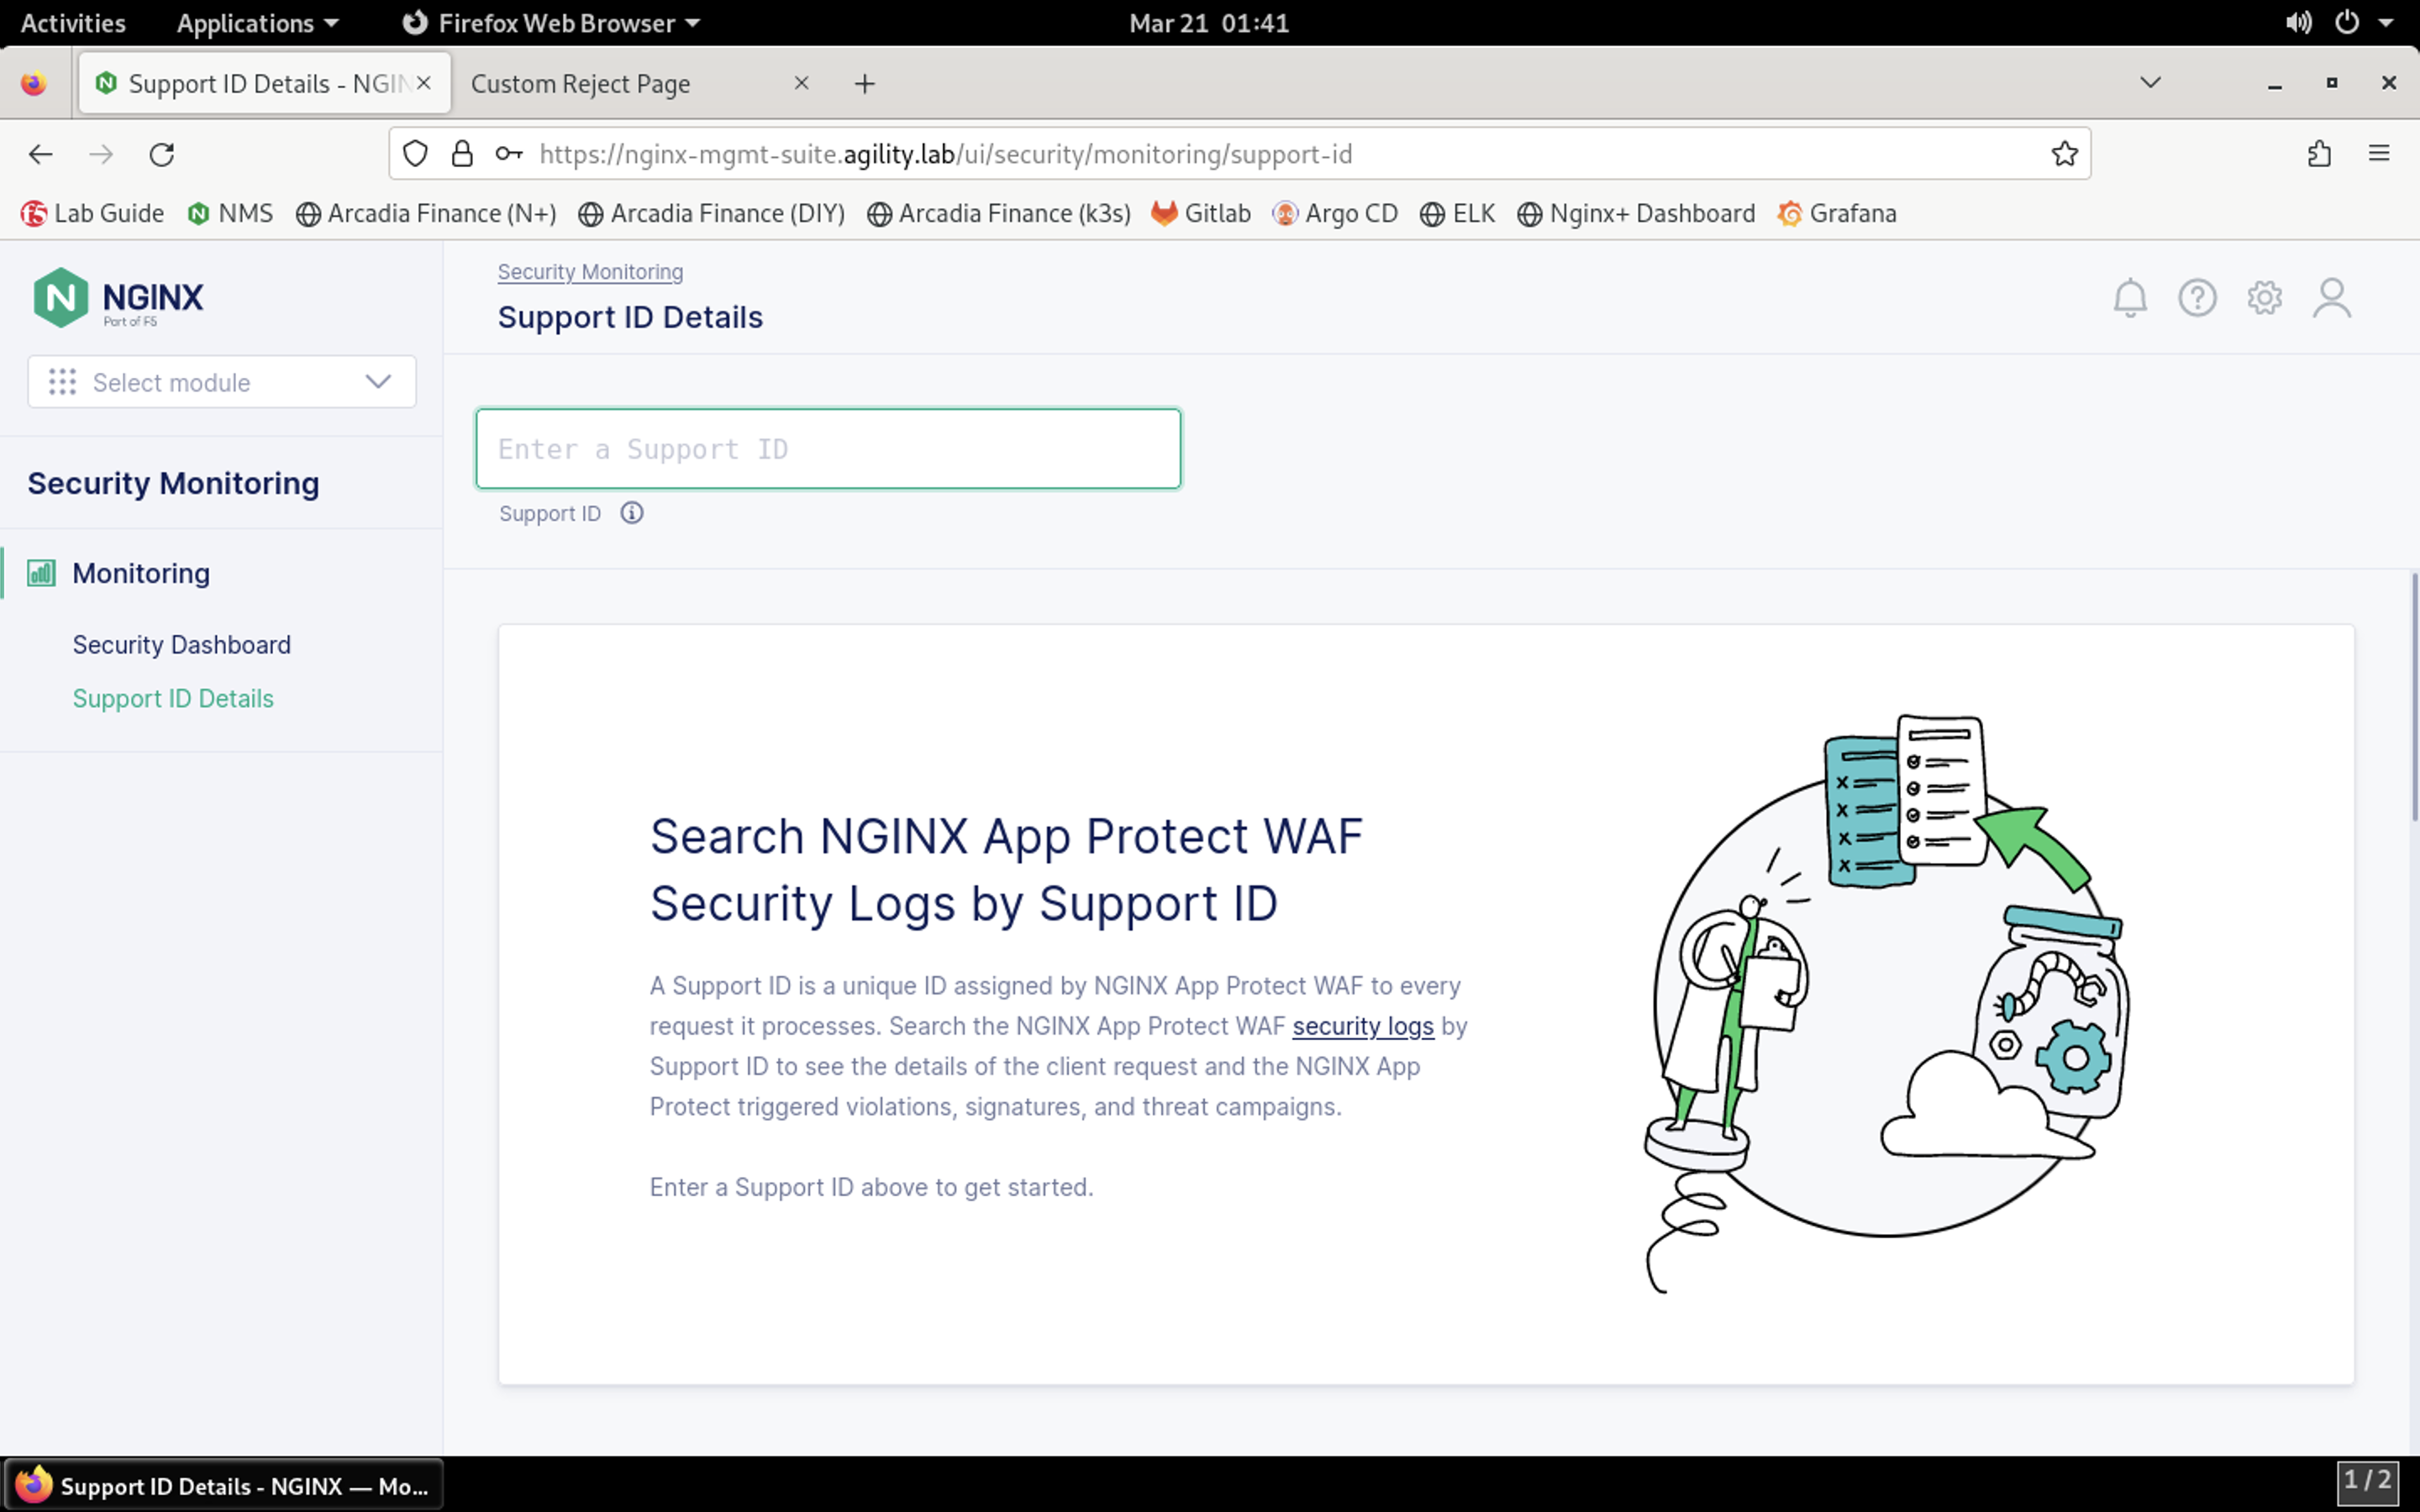 Activities Applications Firefox Web Browser Mar 21 01:41
Support ID Details - NGIN Custom Reject Page
https://nginx-mgmt-suite.agility.lab/ui/security/monitoring/support-id
Lab Guide NMS Arcadia Finance (N+) Arcadia Finance (DIY) Arcadia Finance (k3s) Gitlab Argo CD ELK Nginx+ Dashboard Grafana
NGINX
Part of F5
Select module
Security Monitoring
Monitoring
Security Dashboard
Support ID Details
Security Monitoring
Support ID Details
Enter a Support ID
Support ID
Search NGINX App Protect WAF
Security Logs by Support ID
A Support ID is a unique ID assigned by NGINX App Protect WAF to every
request it processes. Search the NGINX App Protect WAF security logs by
Support ID to see the details of the client request and the NGINX App
Protect triggered violations, signatures, and threat campaigns.
Enter a Support ID above to get started.
Support ID Details - NGINX — Mo...
1 / 2